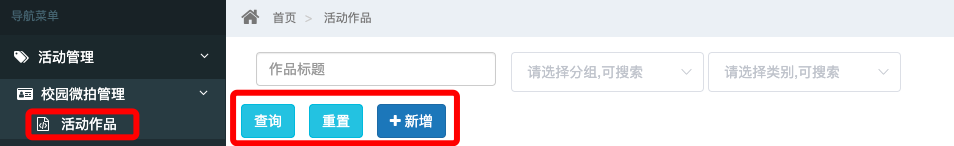 导航菜单
活动管理
校园微拍管理
活动作品
首页 > 活动作品
作品标题
请选择分组,可搜索
请选择类别,可搜索
查询
重置
新增